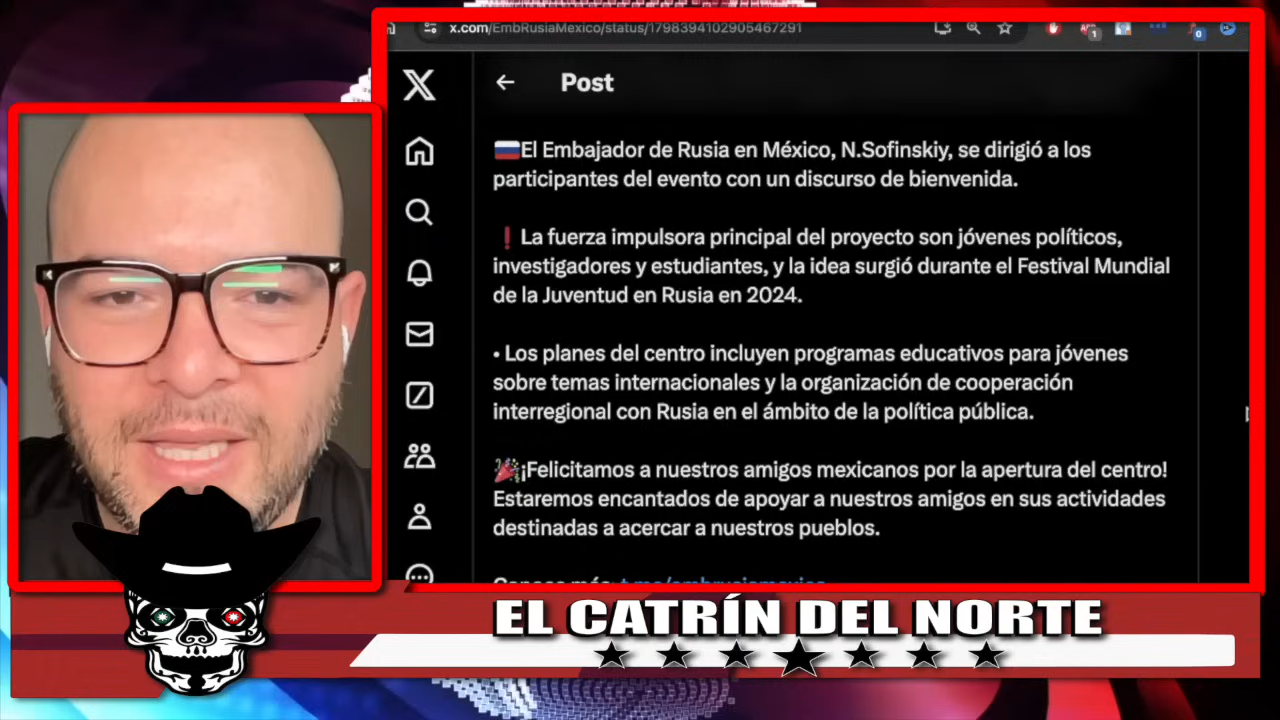 x.com/EmbRusiaMexico/status/1798394102905467291
Post
El Embajador de Rusia en México, N.Sofinskiy, se dirigió a los
participantes del evento con un discurso de bienvenida.
❗ La fuerza impulsora principal del proyecto son jóvenes políticos,
investigadores y estudiantes, y la idea surgió durante el Festival Mundial
de la Juventud en Rusia en 2024.
• Los planes del centro incluyen programas educativos para jóvenes
sobre temas internacionales y la organización de cooperación
interregional con Rusia en el ámbito de la política pública.
¡Felicitamos a nuestros amigos mexicanos por la apertura del centro!
Estaremos encantados de apoyar a nuestros amigos en sus actividades
destinadas a acercar a nuestros pueblos.
Conoce más: t.me/embrusiamexico
EL CATRÍN DEL NORTE